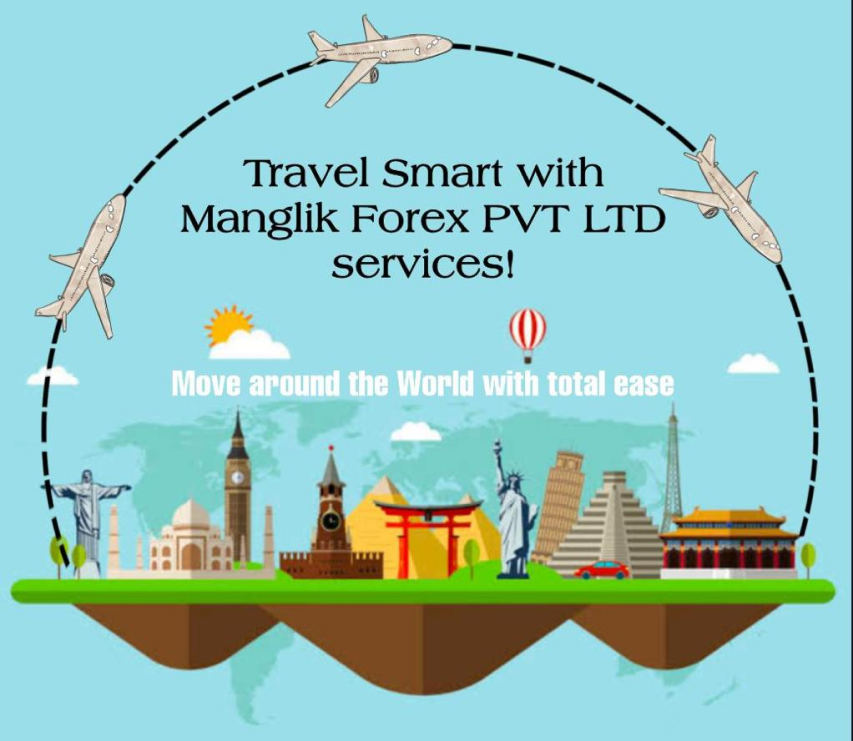 Travel Smart with
Manglik Forex PVT LTD
services!
Move around the World with total ease